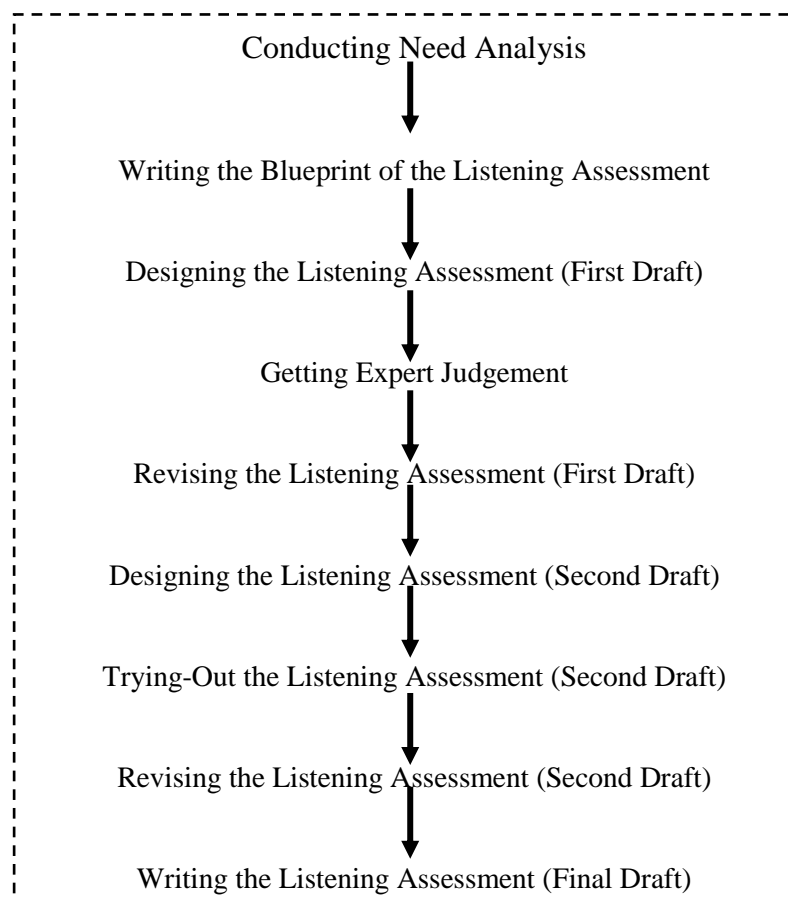 Conducting Need Analysis
Writing the Blueprint of the Listening Assessment
Designing the Listening Assessment (First Draft)
Getting Expert Judgement
Revising the Listening Assessment (First Draft)
Designing the Listening Assessment (Second Draft)
Trying-Out the Listening Assessment (Second Draft)
Revising the Listening Assessment (Second Draft)
Writing the Listening Assessment (Final Draft)